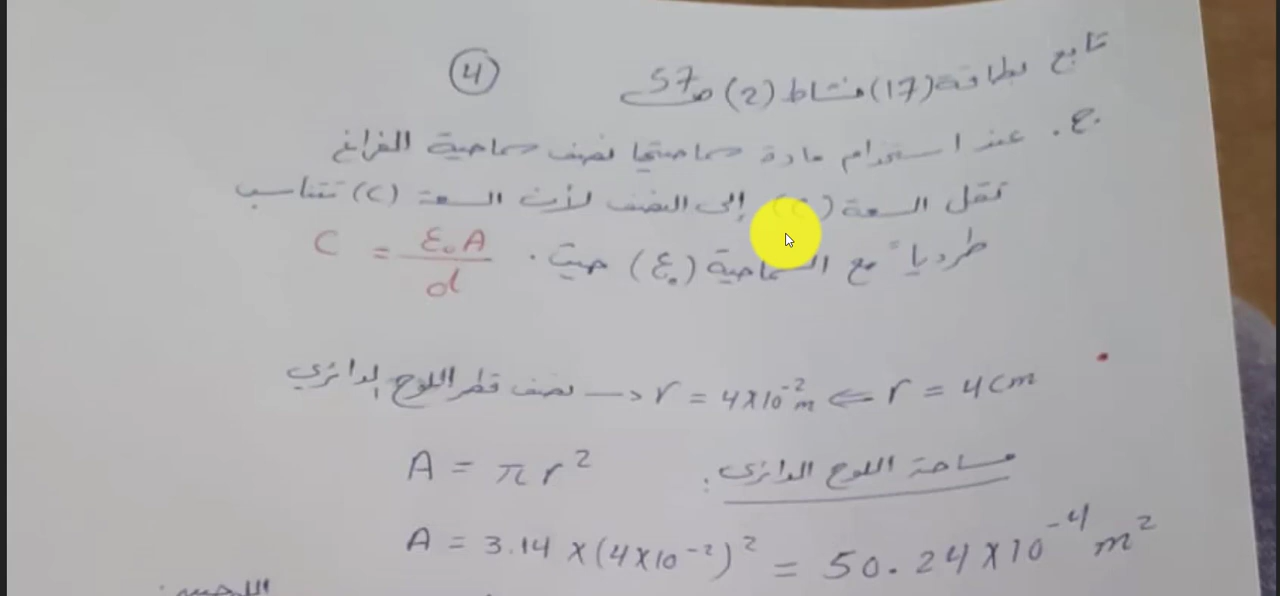 تابع بطاقة (17) نشاط (2) ص 57
4
ج. عند استخدام مادة سماحيتها نصف سماحية الفراغ
تقل السعة (C) إلى النصف لأن السعة (C) تتناسب
طردياً مع السماحية (ε₀) حيث. C = ε₀A / d
r = 4cm ⇐ r = 4×10⁻² m → نصف قطر اللوح الدائري
مساحة اللوح الدائري: A = πr²
A = 3.14 × (4×10⁻²)² = 50.24×10⁻⁴ m²